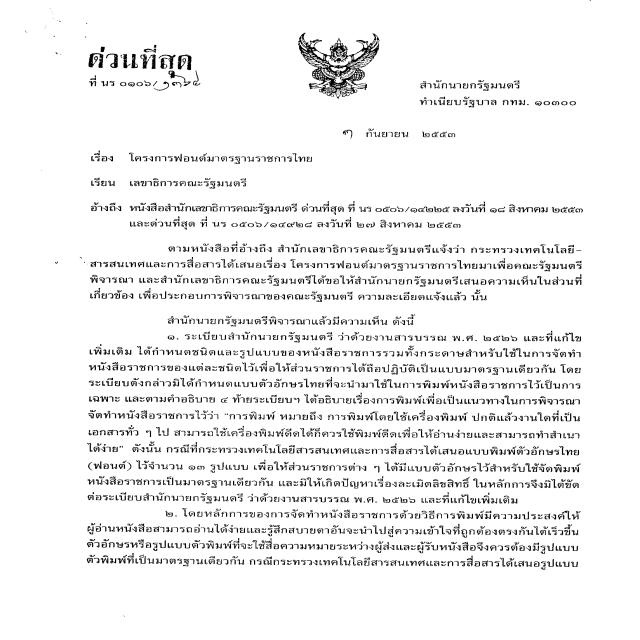 ด่วนที่สุด
ที่ นร ๐๑๐๖/
สำนักนายกรัฐมนตรี
ทำเนียบรัฐบาล กทม. ๑๐๓๐๐
๗ กันยายน ๒๕๕๓
เรื่อง โครงการฟอนต์มาตรฐานราชการไทย
เรียน เลขาธิการคณะรัฐมนตรี
อ้างถึง หนังสือสำนักเลขาธิการคณะรัฐมนตรี ด่วนที่สุด ที่ นร ๐๕๐๖/๑๔๒๒๕ ลงวันที่ ๑๘ สิงหาคม ๒๕๕๓
และด่วนที่สุด ที่ นร ๐๕๐๖/๑๔๙๒๘ ลงวันที่ ๒๗ สิงหาคม ๒๕๕๓
ตามหนังสือที่อ้างถึง สำนักเลขาธิการคณะรัฐมนตรีแจ้งว่า กระทรวงเทคโนโลยี-
สารสนเทศและการสื่อสารได้เสนอเรื่อง โครงการฟอนต์มาตรฐานราชการไทยมาเพื่อคณะรัฐมนตรี
พิจารณา และสำนักเลขาธิการคณะรัฐมนตรีได้ขอให้สำนักนายกรัฐมนตรีเสนอความเห็นในส่วนที่
เกี่ยวข้อง เพื่อประกอบการพิจารณาของคณะรัฐมนตรี ความละเอียดแจ้งแล้ว นั้น
สำนักนายกรัฐมนตรีพิจารณาแล้วมีความเห็น ดังนี้
๑. ระเบียบสำนักนายกรัฐมนตรี ว่าด้วยงานสารบรรณ พ.ศ. ๒๕๒๖ และที่แก้ไข
เพิ่มเติม ได้กำหนดชนิดและรูปแบบของหนังสือราชการรวมทั้งกระดาษสำหรับใช้ในการจัดทำ
หนังสือราชการของแต่ละชนิดไว้เพื่อให้ส่วนราชการได้ถือปฏิบัติเป็นแบบมาตรฐานเดียวกัน โดย
ระเบียบดังกล่าวมิได้กำหนดแบบตัวอักษรไทยที่จะนำมาใช้ในการพิมพ์หนังสือราชการไว้เป็นการ
เฉพาะ และตามคำอธิบาย ๔ ท้ายระเบียบฯ ได้อธิบายเรื่องการพิมพ์เพื่อเป็นแนวทางในการพิจารณา
จัดทำหนังสือราชการไว้ว่า "การพิมพ์ หมายถึง การพิมพ์โดยใช้เครื่องพิมพ์ ปกติแล้วงานใดที่เป็น
เอกสารทั่ว ๆ ไป สามารถใช้เครื่องพิมพ์ดีดได้ก็ควรใช้พิมพ์ดีดเพื่อให้อ่านง่ายและสามารถทำสำเนา
ได้ง่าย" ดังนั้น กรณีที่กระทรวงเทคโนโลยีสารสนเทศและการสื่อสารได้เสนอแบบพิมพ์ตัวอักษรไทย
(ฟอนต์) ไว้จำนวน ๑๓ รูปแบบ เพื่อให้ส่วนราชการต่าง ๆ ได้มีแบบตัวอักษรไว้สำหรับใช้จัดพิมพ์
หนังสือราชการเป็นมาตรฐานเดียวกัน และมิให้เกิดปัญหาเรื่องละเมิดลิขสิทธิ์ ในหลักการจึงมิได้ขัด
ต่อระเบียบสำนักนายกรัฐมนตรี ว่าด้วยงานสารบรรณ พ.ศ. ๒๕๒๖ และที่แก้ไขเพิ่มเติม
๒. โดยหลักการของการจัดทำหนังสือราชการด้วยวิธีการพิมพ์มีความประสงค์ให้
ผู้อ่านหนังสือสามารถอ่านได้ง่ายและรู้สึกสบายตาอันจะนำไปสู่ความเข้าใจที่ถูกต้องตรงกันได้เร็วขึ้น
ตัวอักษรหรือรูปแบบตัวพิมพ์ที่จะใช้สื่อความหมายระหว่างผู้ส่งและผู้รับหนังสือจึงควรต้องมีรูปแบบ
ตัวพิมพ์ที่เป็นมาตรฐานเดียวกัน กรณีกระทรวงเทคโนโลยีสารสนเทศและการสื่อสารได้เสนอรูปแบบ